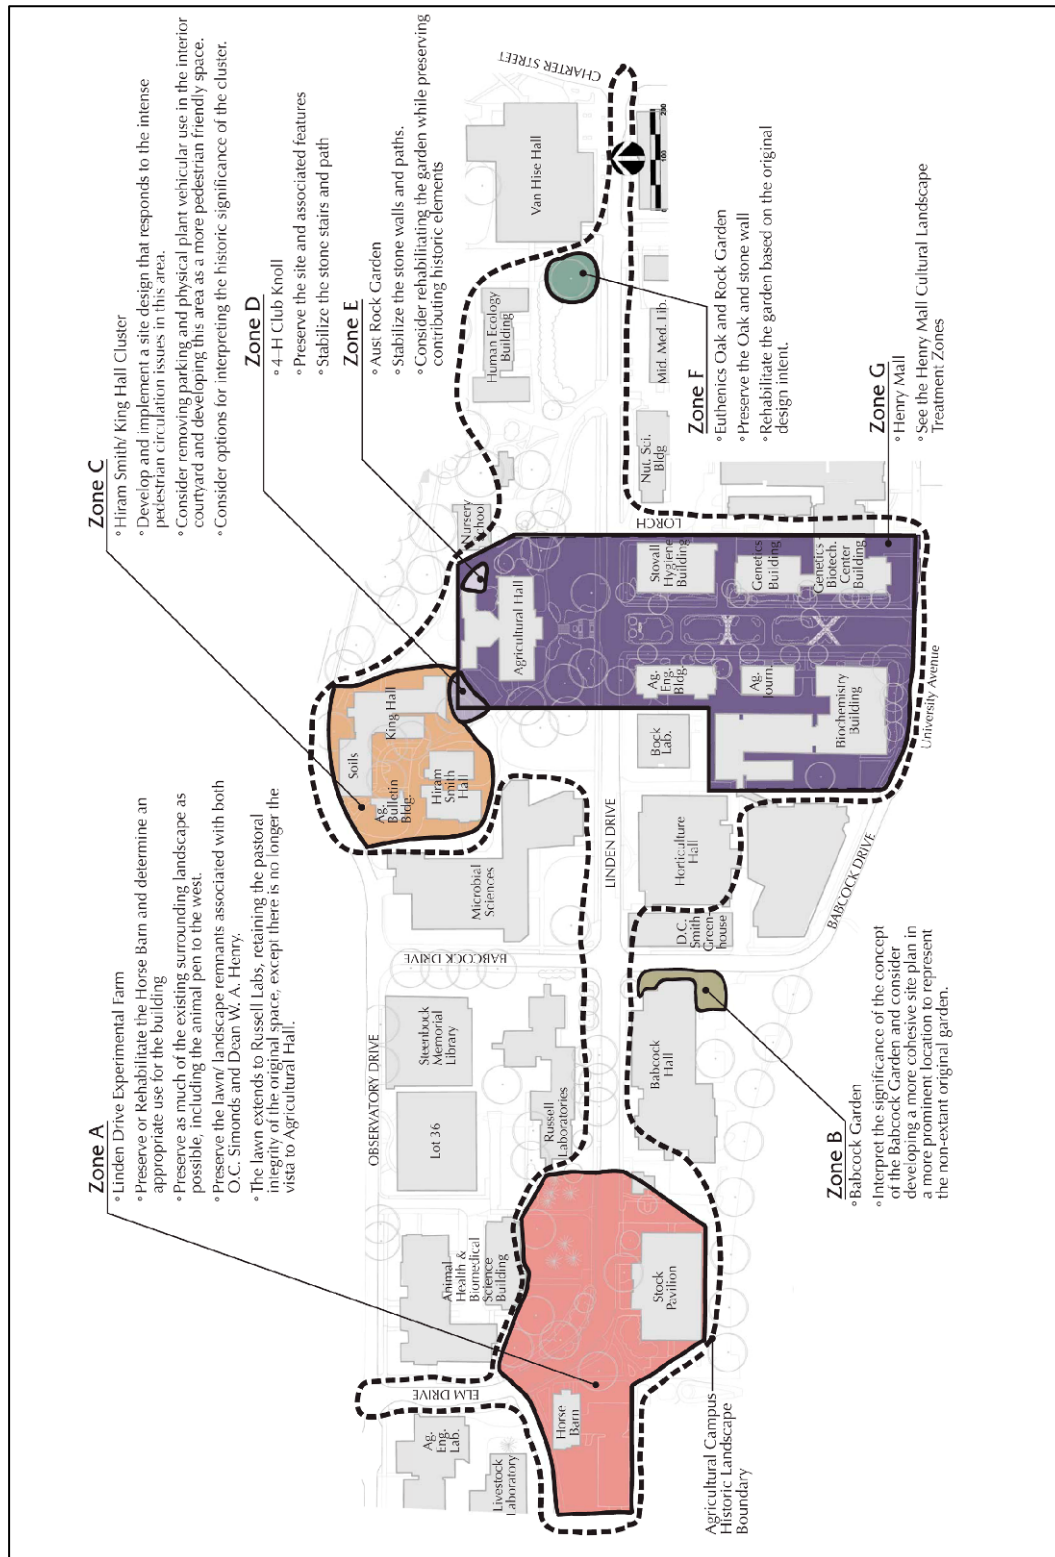 Zone A
° Linden Drive Experimental Farm
° Preserve or Rehabilitate the Horse Barn and determine an
appropriate use for the building
° Preserve as much of the existing surrounding landscape as
possible, including the animal pen to the west.
° Preserve the lawn/ landscape remnants associated with both
O.C. Simonds and Dean W. A. Henry.
° The lawn extends to Russell Labs, retaining the pastoral
integrity of the original space, except there is no longer the
vista to Agricultural Hall.
Zone C
° Hiram Smith/ King Hall Cluster
° Develop and implement a site design that responds to the intense
pedestrian circulation issues in this area.
° Consider removing parking and physical plant vehicular use in the interior
courtyard and developing this area as a more pedestrian friendly space.
° Consider options for interpreting the historic significance of the cluster.
Zone D
° 4-H Club Knoll
° Preserve the site and associated features
° Stabilize the stone stairs and path
Zone E
° Aust Rock Garden
° Stabilize the stone walls and paths.
° Consider rehabilitating the garden while preserving
contributing historic elements
OBSERVATORY DRIVE
ELM DRIVE
BABCOCK DRIVE
LINDEN DRIVE
CHARTER STREET
Ag.
Eng.
Lab.
Livestock
Laboratory
Horse
Barn
Animal
Health &
Biomedical
Science
Building
Lot 36
Steenbock
Memorial
Library
Russell
Laboratories
Stock
Pavilion
Babcock
Hall
Microbial
Sciences
D.C.
Smith
Green-
house
Horticulture
Hall
Soils
King Hall
Ag.
Bulletin
Bldg.
Hiram
Smith
Hall
Bock
Lab.
Agricultural Hall
Nursery
School
Ag.
Eng.
Bldg.
Ag.
Journ.
Biochemistry
Building
Stovall
Hygiene
Building
Genetics
Building
Genetics
Biotech.
Center
Building
LORCH
Human Ecology
Building
Van Hise Hall
Nut. Sci.
Bldg
Mid. Med. Lib.
0
100
200
BABCOCK DRIVE
University Avenue
Agricultural Campus
Historic Landscape
Boundary
Zone B
° Babcock Garden
° Interpret the significance of the concept
of the Babcock Garden and consider
developing a more cohesive site plan in
a more prominent location to represent
the non-extant original garden.
Zone F
° Euthenics Oak and Rock Garden
° Preserve the Oak and stone wall
° Rehabilitate the garden based on the original
design intent.
Zone G
° Henry Mall
° See the Henry Mall Cultural Landscape
Treatment Zones